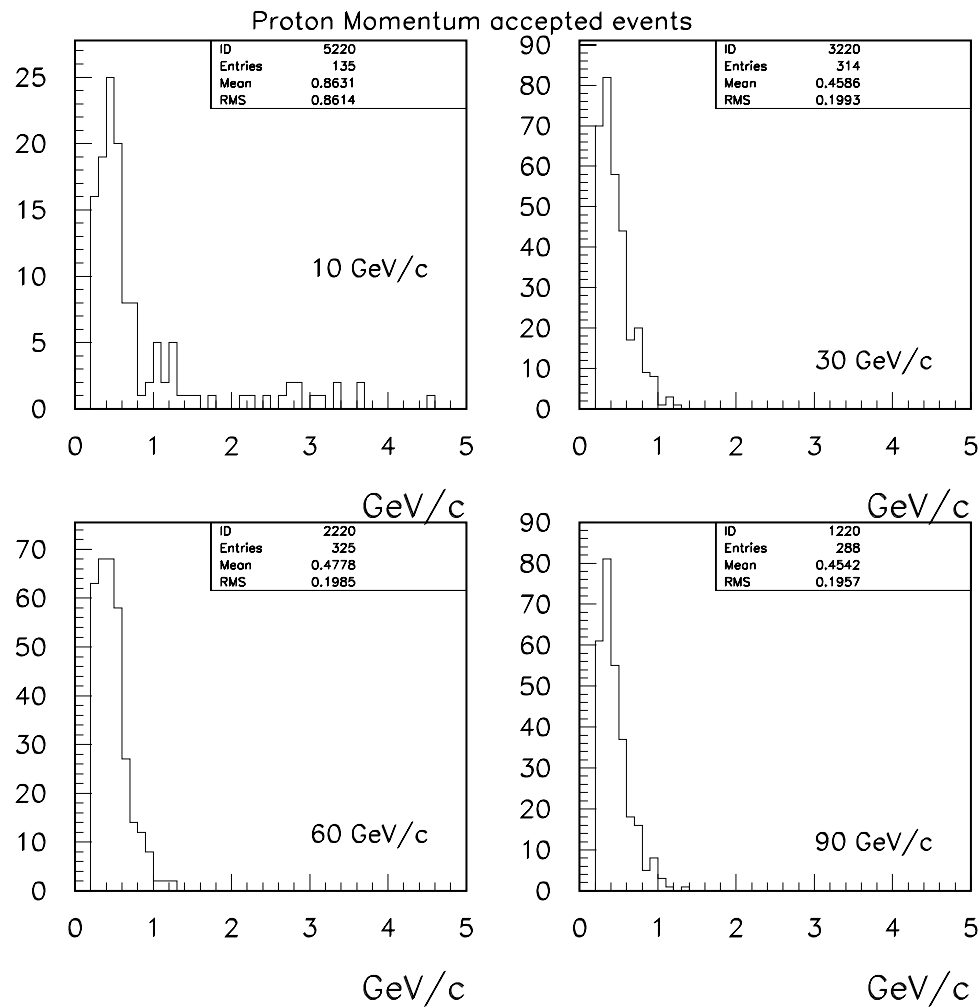 Proton Momentum accepted events
ID 5220
Entries 135
Mean 0.8631
RMS 0.8614
25
20
15
10
5
0
10 GeV/c
0 1 2 3 4 5
GeV/c
ID 3220
Entries 314
Mean 0.4586
RMS 0.1993
90
80
70
60
50
40
30
20
10
0
30 GeV/c
0 1 2 3 4 5
GeV/c
ID 2220
Entries 325
Mean 0.4778
RMS 0.1985
70
60
50
40
30
20
10
0
60 GeV/c
0 1 2 3 4 5
GeV/c
ID 1220
Entries 288
Mean 0.4542
RMS 0.1957
90
80
70
60
50
40
30
20
10
0
90 GeV/c
0 1 2 3 4 5
GeV/c